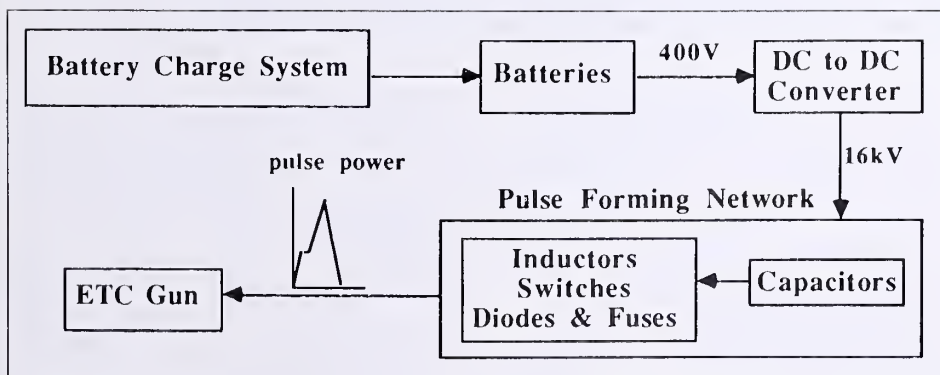 Battery Charge System
Batteries
400V
DC to DC
Converter
16kV
pulse power
Pulse Forming Network
Inductors
Switches
Diodes & Fuses
Capacitors
ETC Gun